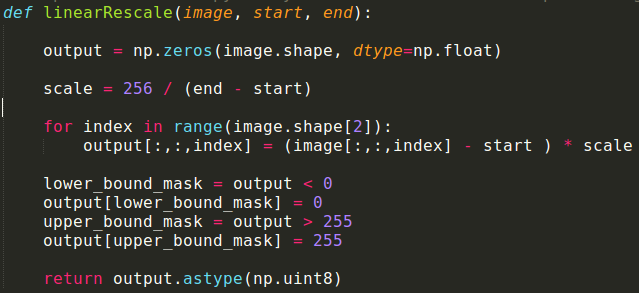 def linearRescale(image, start, end):
output = np.zeros(image.shape, dtype=np.float)
scale = 256 / (end - start)
for index in range(image.shape[2]):
output[:,:,index] = (image[:,:,index] - start ) * scale
lower_bound_mask = output < 0
output[lower_bound_mask] = 0
upper_bound_mask = output > 255
output[upper_bound_mask] = 255
return output.astype(np.uint8)